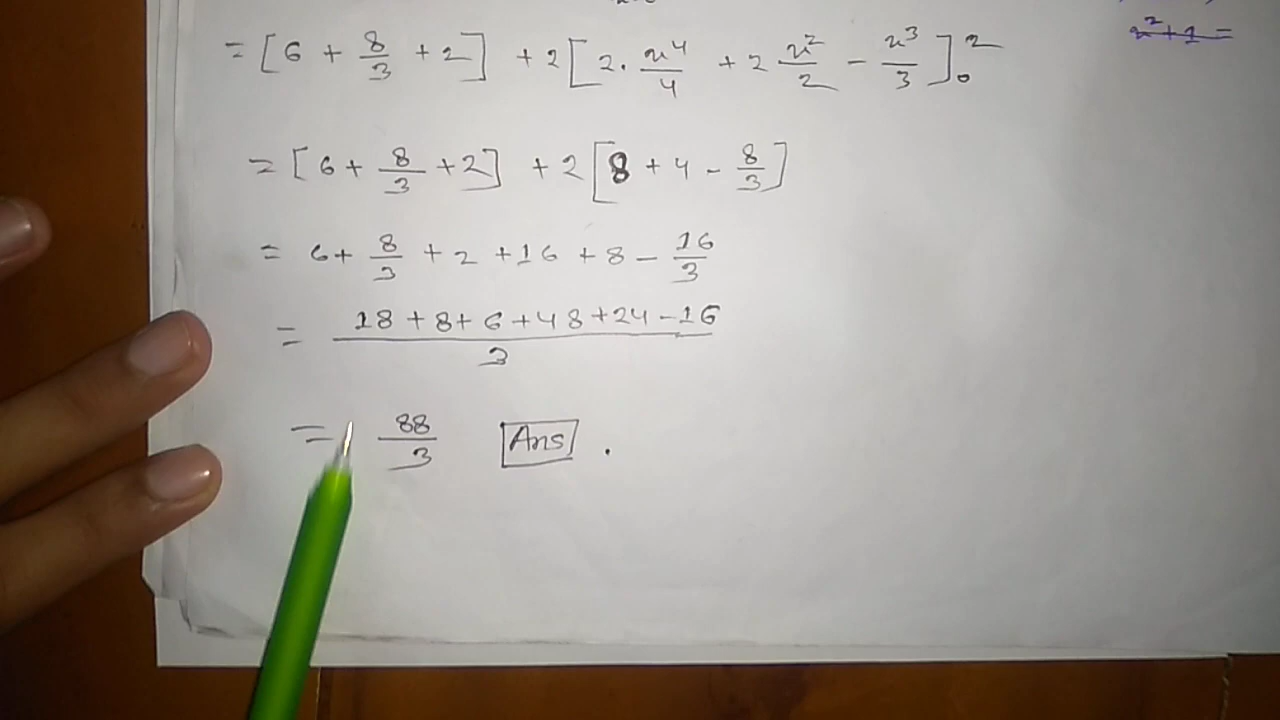 x² + 1 =
= [6 + 8/3 + 2] + 2[2 · x⁴/4 + 2 x²/2 − x³/3]₀²
= [6 + 8/3 + 2] + 2[8 + 4 − 8/3]
= 6 + 8/3 + 2 + 16 + 8 − 16/3
= (18 + 8 + 6 + 48 + 24 − 16)/3
= 88/3 Ans.